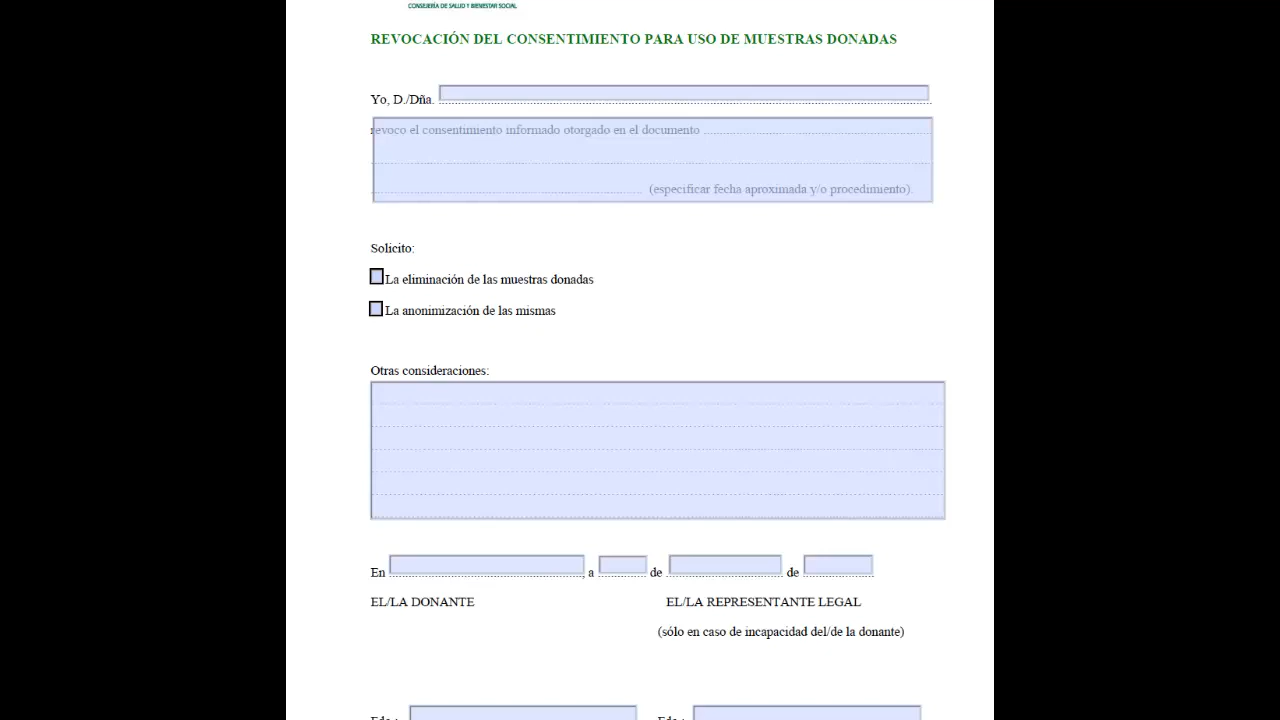 CONSEJERÍA DE SALUD Y BIENESTAR SOCIAL
REVOCACIÓN DEL CONSENTIMIENTO PARA USO DE MUESTRAS DONADAS
Yo, D./Dña.
revoco el consentimiento informado otorgado en el documento
(especificar fecha aproximada y/o procedimiento).
Solicito:
La eliminación de las muestras donadas
La anonimización de las mismas
Otras consideraciones:
En , a de de
EL/LA DONANTE EL/LA REPRESENTANTE LEGAL
(sólo en caso de incapacidad del/de la donante)